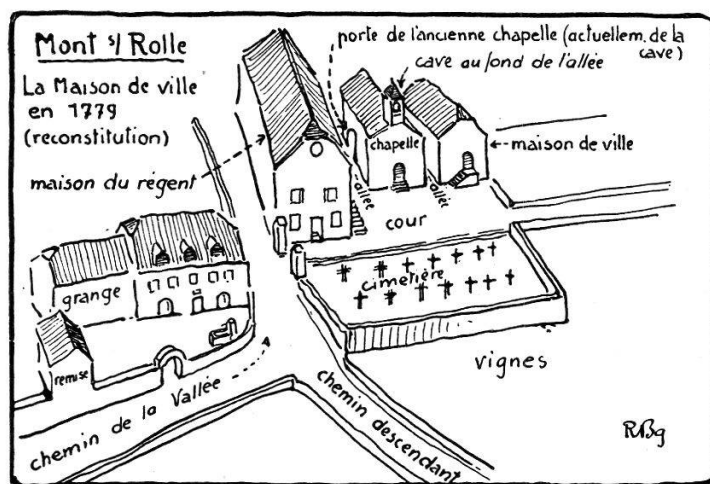 Mont s/ Rolle
La Maison de ville
en 1779
(reconstitution)
maison du régent
porte de l'ancienne chapelle (actuellem. de la
cave)
cave au fond de l'allée
chapelle
maison de ville
allée
allée
cour
cimetière
grange
remise
vignes
chemin de la Vallée
chemin descendant
RBg